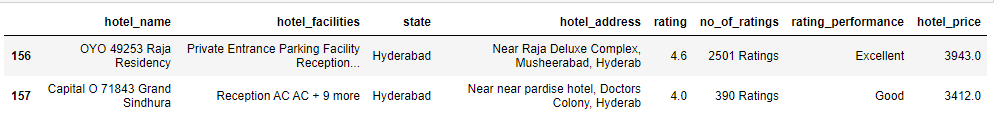 hotel_name hotel_facilities state hotel_address rating no_of_ratings rating_performance hotel_price
156 OYO 49253 Raja Residency Private Entrance Parking Facility Reception... Hyderabad Near Raja Deluxe Complex, Musheerabad, Hyderab 4.6 2501 Ratings Excellent 3943.0
157 Capital O 71843 Grand Sindhura Reception AC AC + 9 more Hyderabad Near near pardise hotel, Doctors Colony, Hyderab 4.0 390 Ratings Good 3412.0